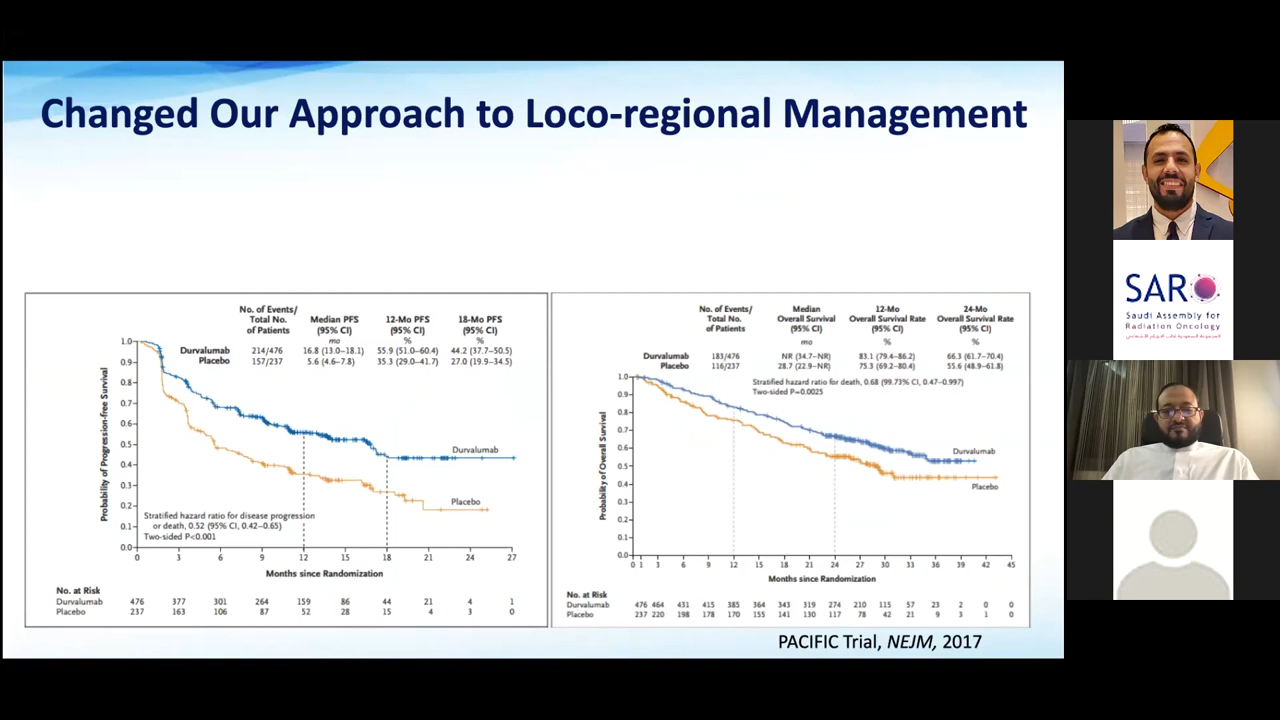 Changed Our Approach to Loco-regional Management
No. of Events/ Total No. of Patients
Median PFS (95% CI)
12-Mo PFS (95% CI)
18-Mo PFS (95% CI)
mo % %
Durvalumab 214/476 16.8 (13.0–18.1) 55.9 (51.0–60.4) 44.2 (37.7–50.5)
Placebo 157/237 5.6 (4.6–7.8) 35.3 (29.0–41.7) 27.0 (19.9–34.5)
Probability of Progression-free Survival
1.0
0.9
0.8
0.7
0.6
0.5
0.4
0.3
0.2
0.1
0.0
Durvalumab
Placebo
Stratified hazard ratio for disease progression
or death, 0.52 (95% CI, 0.42–0.65)
Two-sided P<0.001
0 3 6 9 12 15 18 21 24 27
Months since Randomization
No. at Risk
Durvalumab 476 377 301 264 159 86 44 21 4 1
Placebo 237 163 106 87 52 28 15 4 3 0
No. of Events/ Total No. of Patients
Median Overall Survival (95% CI)
12-Mo Overall Survival Rate (95% CI)
24-Mo Overall Survival Rate (95% CI)
mo % %
Durvalumab 183/476 NR (34.7–NR) 83.1 (79.4–86.2) 66.3 (61.7–70.4)
Placebo 116/237 28.7 (22.9–NR) 75.3 (69.2–80.4) 55.6 (48.9–61.8)
Stratified hazard ratio for death, 0.68 (99.73% CI, 0.47–0.997)
Two-sided P=0.0025
Probability of Overall Survival
1.0
0.9
0.8
0.7
0.6
0.5
0.4
0.3
0.2
0.1
0.0
Durvalumab
Placebo
0 1 3 6 9 12 15 18 21 24 27 30 33 36 39 42 45
Months since Randomization
No. at Risk
Durvalumab 476 464 431 415 385 364 343 319 274 210 115 57 23 2 0 0
Placebo 237 220 198 178 170 155 141 130 117 78 42 21 9 3 1 0
PACIFIC Trial, NEJM, 2017
SARO
Saudi Assembly for
Radiation Oncology